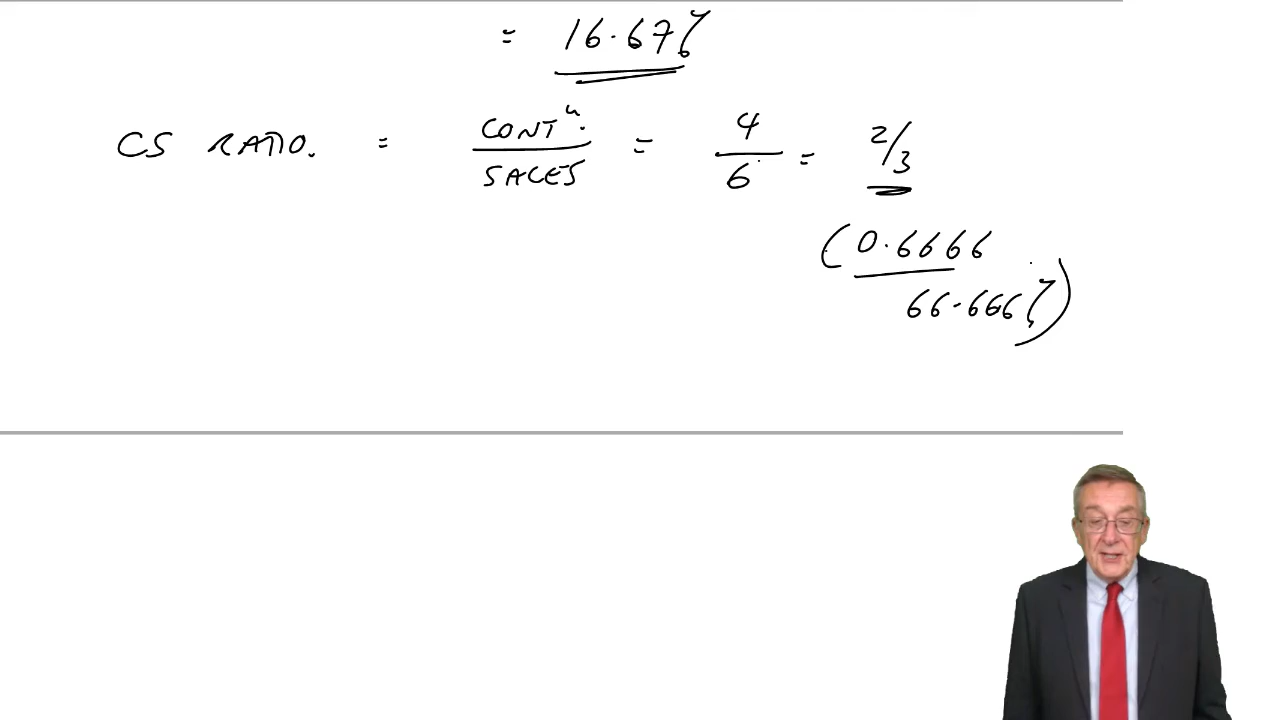 = 16.67%
CS RATIO. = CONTⁿ. / SALES = 4/6 = 2/3
(0.6666
66.666%)